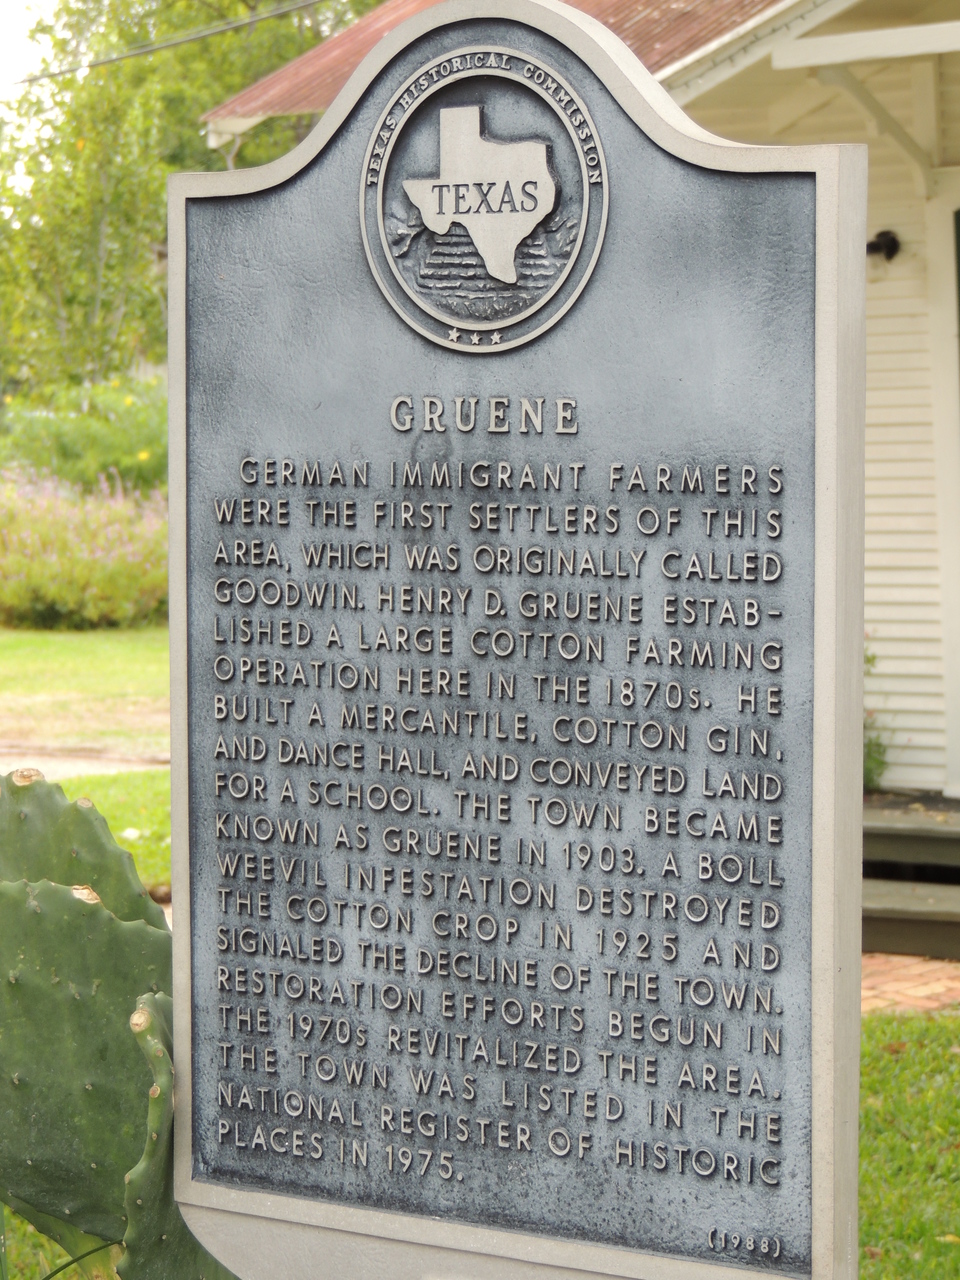 TEXAS HISTORICAL COMMISSION
TEXAS
GRUENE
GERMAN IMMIGRANT FARMERS
WERE THE FIRST SETTLERS OF THIS
AREA, WHICH WAS ORIGINALLY CALLED
GOODWIN. HENRY D. GRUENE ESTAB-
LISHED A LARGE COTTON FARMING
OPERATION HERE IN THE 1870s. HE
BUILT A MERCANTILE, COTTON GIN,
AND DANCE HALL, AND CONVEYED LAND
FOR A SCHOOL. THE TOWN BECAME
KNOWN AS GRUENE IN 1903. A BOLL
WEEVIL INFESTATION DESTROYED
THE COTTON CROP IN 1925 AND
SIGNALED THE DECLINE OF THE TOWN.
RESTORATION EFFORTS BEGUN IN
THE 1970s REVITALIZED THE AREA.
THE TOWN WAS LISTED IN THE
NATIONAL REGISTER OF HISTORIC
PLACES IN 1975.
(1988)